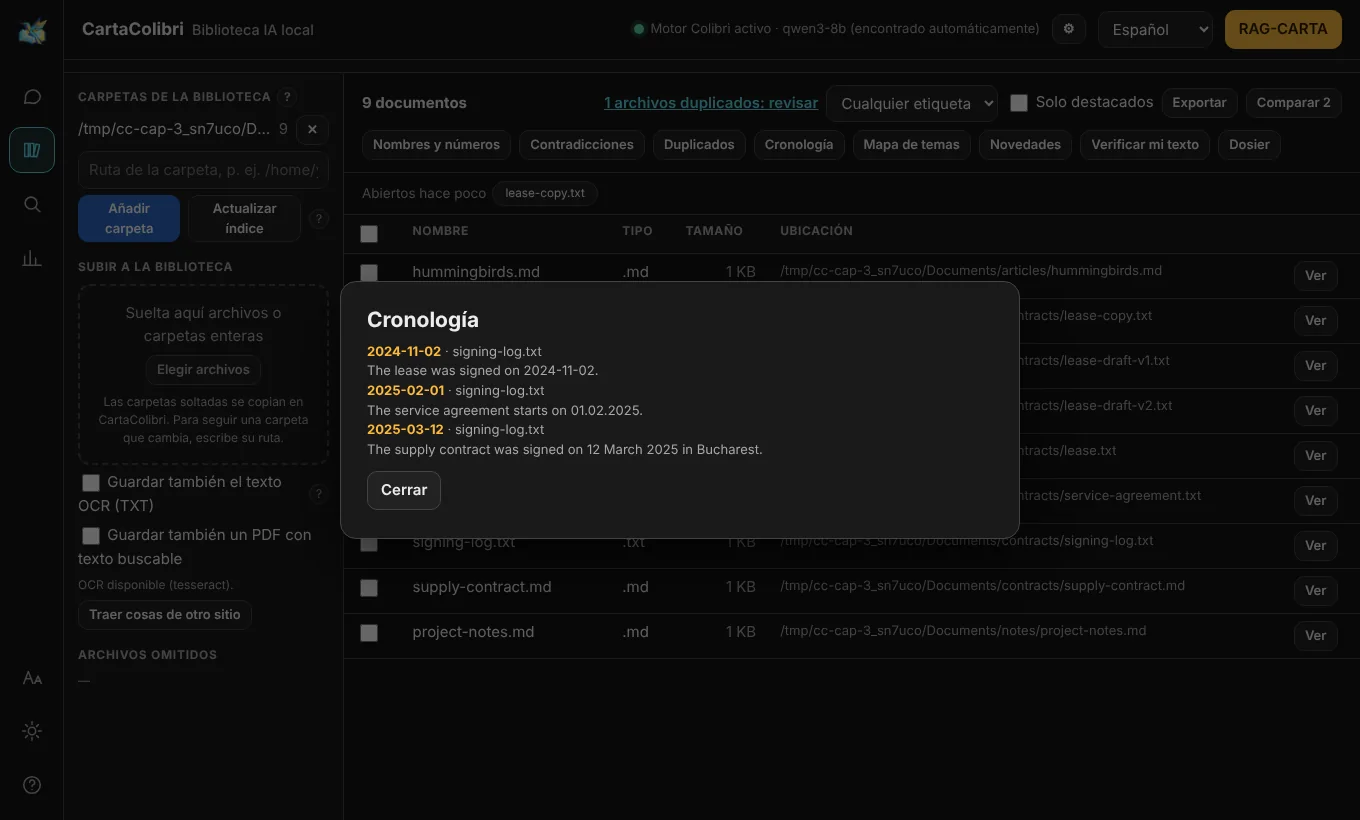 CartaColibri Biblioteca IA local
Motor Colibri activo · qwen3-8b (encontrado automáticamente)
⚙
Español
RAG-CARTA
CARPETAS DE LA BIBLIOTECA ?
/tmp/cc-cap-3_sn7uco/D... 9 ✕
Ruta de la carpeta, p. ej. /home/
Añadir carpeta
Actualizar índice
?
SUBIR A LA BIBLIOTECA
Suelta aquí archivos o
carpetas enteras
Elegir archivos
Las carpetas soltadas se copian en
CartaColibri. Para seguir una carpeta
que cambia, escribe su ruta.
Guardar también el texto
OCR (TXT)
?
Guardar también un PDF con
texto buscable
OCR disponible (tesseract).
Traer cosas de otro sitio
ARCHIVOS OMITIDOS
—
AA
9 documentos
1 archivos duplicados: revisar
Cualquier etiqueta
Solo destacados
Exportar
Comparar 2
Nombres y números
Contradicciones
Duplicados
Cronología
Mapa de temas
Novedades
Verificar mi texto
Dosier
Abiertos hace poco lease-copy.txt
NOMBRE TIPO TAMAÑO UBICACIÓN
hummingbirds.md .md 1 KB /tmp/cc-cap-3_sn7uco/Documents/articles/hummingbirds.md Ver
ntracts/lease-copy.txt Ver
ntracts/lease-draft-v1.txt Ver
ntracts/lease-draft-v2.txt Ver
ntracts/lease.txt Ver
ntracts/service-agreement.txt Ver
signing-log.txt .txt 1 KB /tmp/cc-cap-3_sn7uco/Documents/contracts/signing-log.txt Ver
supply-contract.md .md 1 KB /tmp/cc-cap-3_sn7uco/Documents/contracts/supply-contract.md Ver
project-notes.md .md 1 KB /tmp/cc-cap-3_sn7uco/Documents/notes/project-notes.md Ver
Cronología
2024-11-02 · signing-log.txt
The lease was signed on 2024-11-02.
2025-02-01 · signing-log.txt
The service agreement starts on 01.02.2025.
2025-03-12 · signing-log.txt
The supply contract was signed on 12 March 2025 in Bucharest.
Cerrar